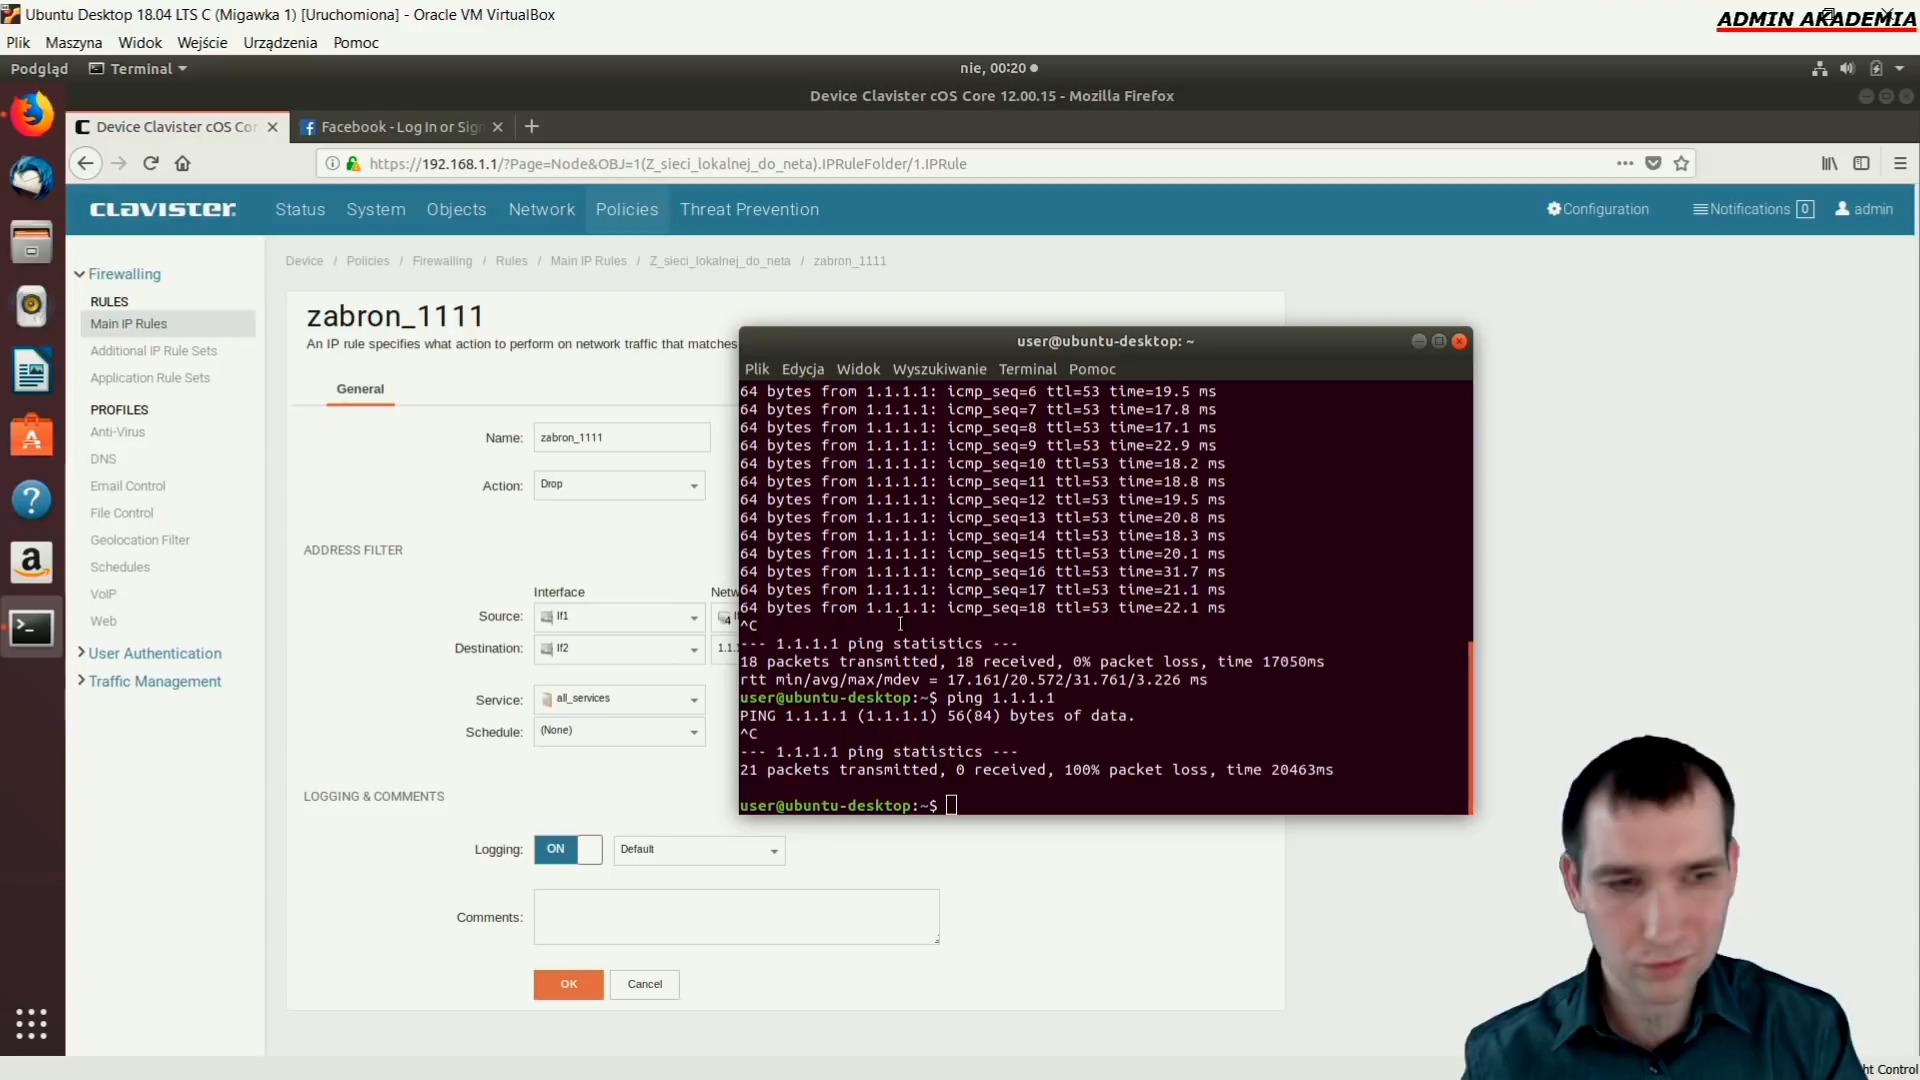 Ubuntu Desktop 18.04 LTS C (Migawka 1) [Uruchomiona] - Oracle VM VirtualBox
ADMIN AKADEMIA
Plik Maszyna Widok Wejście Urządzenia Pomoc
Podgląd Terminal nie, 00:20
Device Clavister cOS Core 12.00.15 - Mozilla Firefox
Device Clavister cOS Cor Facebook - Log In or Sign
https://192.168.1.1/?Page=Node&OBJ=1(Z_sieci_lokalnej_do_neta).IPRuleFolder/1.IPRule
CLAVISTER Status System Objects Network Policies Threat Prevention Configuration Notifications 0 admin
Device / Policies / Firewalling / Rules / Main IP Rules / Z_sieci_lokalnej_do_neta / zabron_1111
Firewalling
RULES
Main IP Rules
Additional IP Rule Sets
Application Rule Sets
PROFILES
Anti-Virus
DNS
Email Control
File Control
Geolocation Filter
Schedules
VoIP
Web
User Authentication
Traffic Management
zabron_1111
An IP rule specifies what action to perform on network traffic that matches
General
Name: zabron_1111
Action: Drop
ADDRESS FILTER
Interface
Source: If1
Destination: If2
Service: all_services
Schedule: (None)
LOGGING & COMMENTS
Logging: ON Default
Comments:
OK Cancel
user@ubuntu-desktop: ~
Plik Edycja Widok Wyszukiwanie Terminal Pomoc
64 bytes from 1.1.1.1: icmp_seq=6 ttl=53 time=19.5 ms
64 bytes from 1.1.1.1: icmp_seq=7 ttl=53 time=17.8 ms
64 bytes from 1.1.1.1: icmp_seq=8 ttl=53 time=17.1 ms
64 bytes from 1.1.1.1: icmp_seq=9 ttl=53 time=22.9 ms
64 bytes from 1.1.1.1: icmp_seq=10 ttl=53 time=18.2 ms
64 bytes from 1.1.1.1: icmp_seq=11 ttl=53 time=18.8 ms
64 bytes from 1.1.1.1: icmp_seq=12 ttl=53 time=19.5 ms
64 bytes from 1.1.1.1: icmp_seq=13 ttl=53 time=20.8 ms
64 bytes from 1.1.1.1: icmp_seq=14 ttl=53 time=18.3 ms
64 bytes from 1.1.1.1: icmp_seq=15 ttl=53 time=20.1 ms
64 bytes from 1.1.1.1: icmp_seq=16 ttl=53 time=31.7 ms
64 bytes from 1.1.1.1: icmp_seq=17 ttl=53 time=21.1 ms
64 bytes from 1.1.1.1: icmp_seq=18 ttl=53 time=22.1 ms
^C
--- 1.1.1.1 ping statistics ---
18 packets transmitted, 18 received, 0% packet loss, time 17050ms
rtt min/avg/max/mdev = 17.161/20.572/31.761/3.226 ms
user@ubuntu-desktop:~$ ping 1.1.1.1
PING 1.1.1.1 (1.1.1.1) 56(84) bytes of data.
^C
--- 1.1.1.1 ping statistics ---
21 packets transmitted, 0 received, 100% packet loss, time 20463ms
user@ubuntu-desktop:~$
ht Control